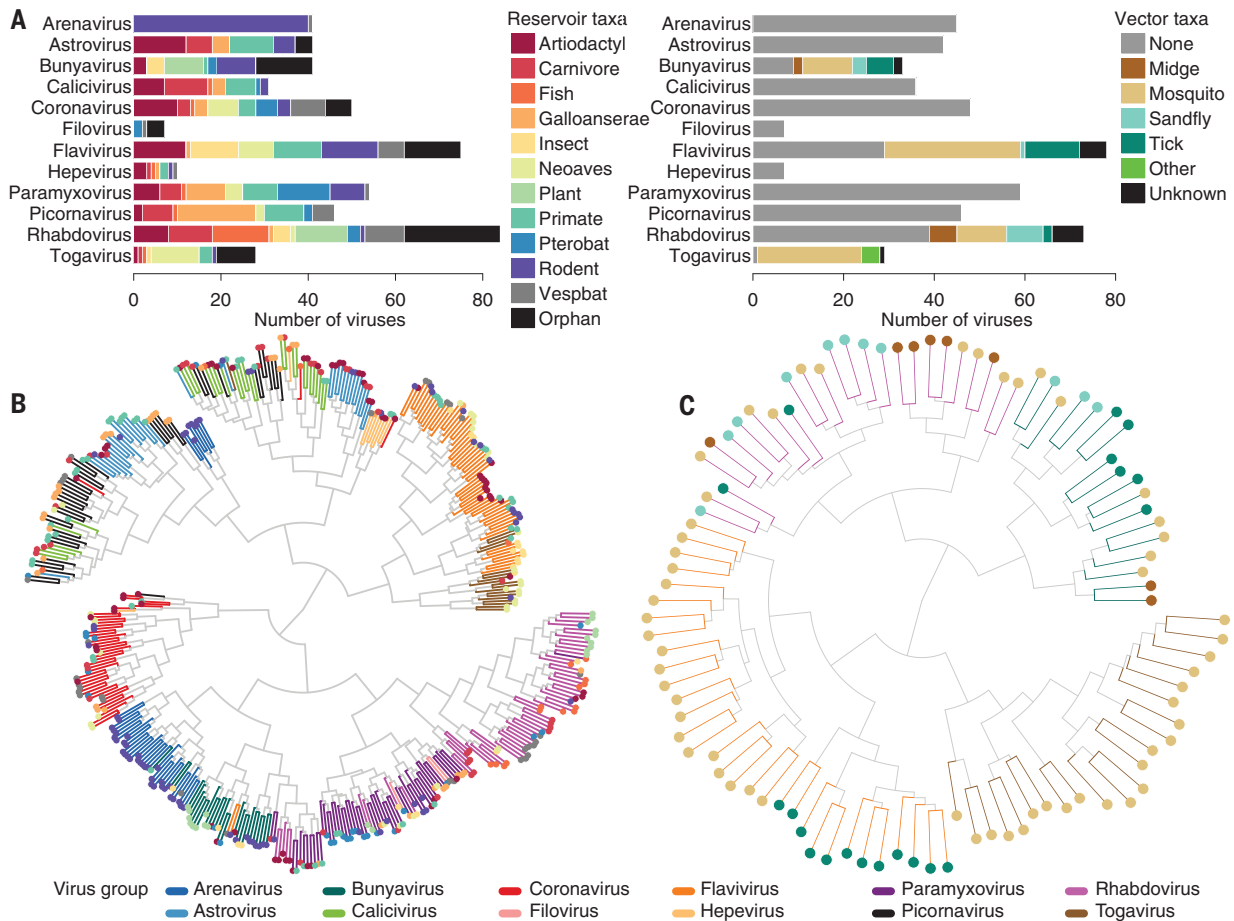 A
Reservoir taxa
Arenavirus
Astrovirus
Bunyavirus
Calicivirus
Coronavirus
Filovirus
Flavivirus
Hepevirus
Paramyxovirus
Picornavirus
Rhabdovirus
Togavirus
0 20 40 60 80
Number of viruses
Artiodactyl
Carnivore
Fish
Galloanserae
Insect
Neoaves
Plant
Primate
Pterobat
Rodent
Vespbat
Orphan
Vector taxa
Arenavirus
Astrovirus
Bunyavirus
Calicivirus
Coronavirus
Filovirus
Flavivirus
Hepevirus
Paramyxovirus
Picornavirus
Rhabdovirus
Togavirus
0 20 40 60 80
Number of viruses
None
Midge
Mosquito
Sandfly
Tick
Other
Unknown
B
C
Virus group
Arenavirus Bunyavirus Coronavirus Flavivirus Paramyxovirus Rhabdovirus
Astrovirus Calicivirus Filovirus Hepevirus Picornavirus Togavirus